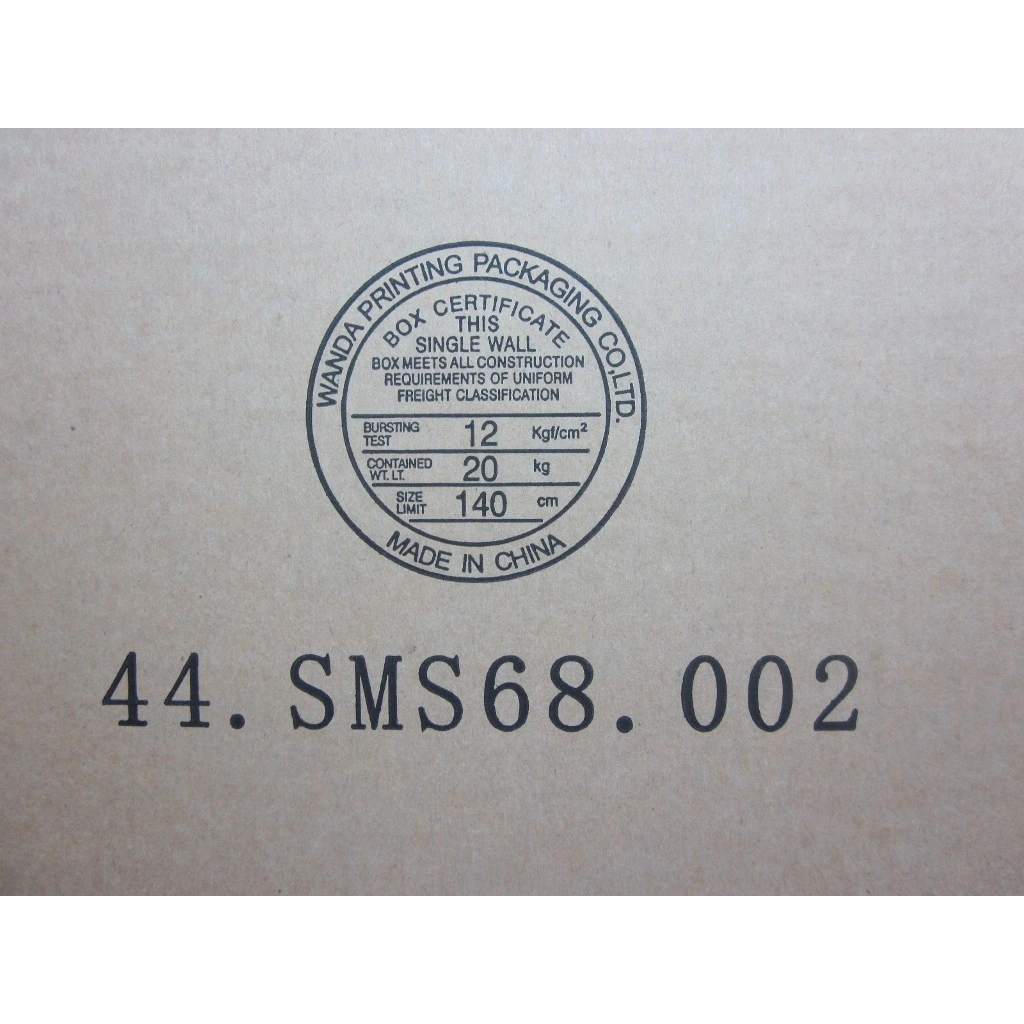 WANDA PRINTING PACKAGING CO,LTD.
BOX CERTIFICATE
THIS
SINGLE WALL
BOX MEETS ALL CONSTRUCTION
REQUIREMENTS OF UNIFORM
FREIGHT CLASSIFICATION
BURSTING TEST 12 Kgf/cm²
CONTAINED WT. LT. 20 kg
SIZE LIMIT 140 cm
MADE IN CHINA
44.SMS68.002